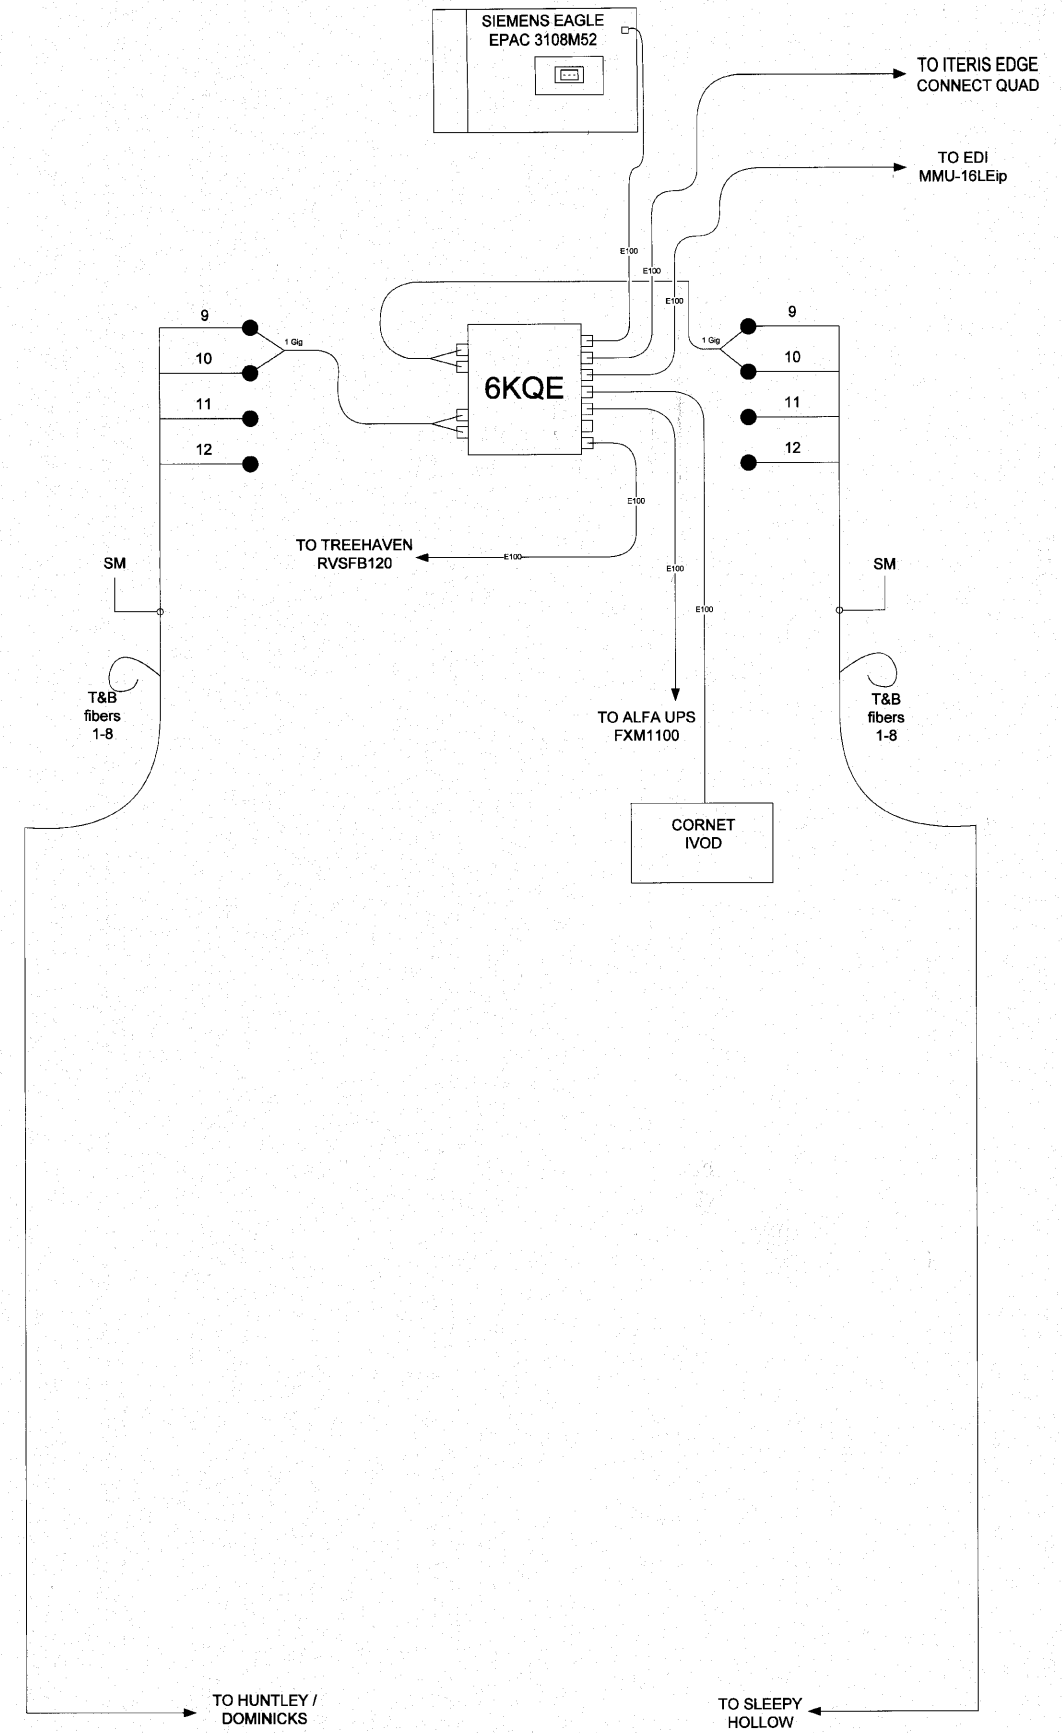 SIEMENS EAGLE
EPAC 3108M52
TO ITERIS EDGE
CONNECT QUAD
TO EDI
MMU-16LEip
E100
E100
E100
9
10
11
12
1 Gig
6KQE
1 Gig
9
10
11
12
E100
TO TREEHAVEN
RVSFB120
E100
E100
E100
SM
SM
T&B
fibers
1-8
T&B
fibers
1-8
TO ALFA UPS
FXM1100
CORNET
IVOD
TO HUNTLEY /
DOMINICKS
TO SLEEPY
HOLLOW